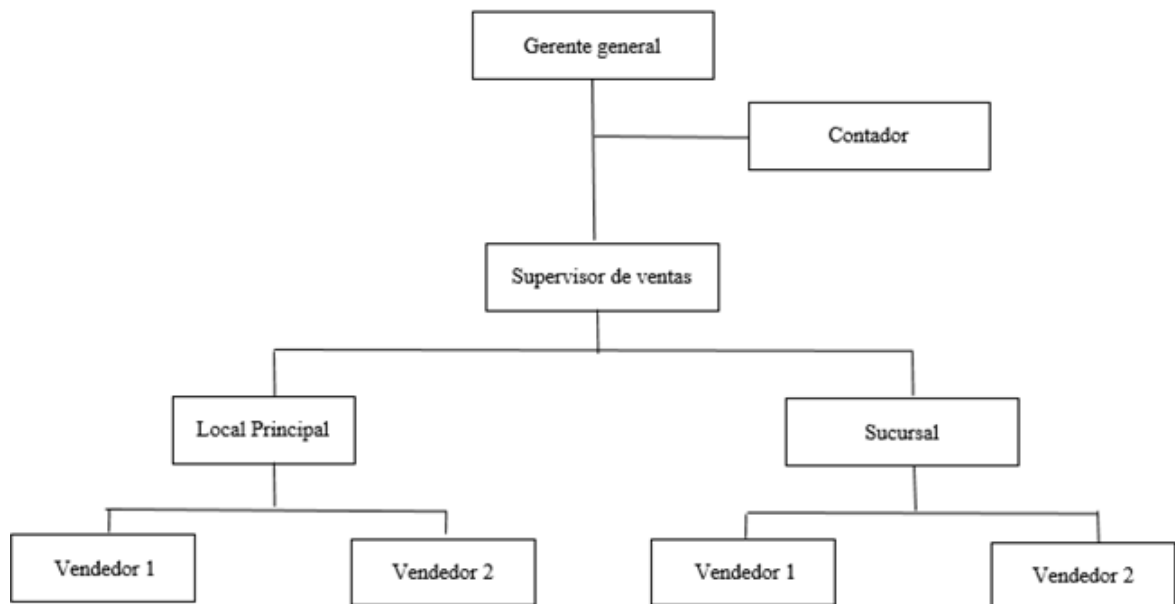 Gerente general
Contador
Supervisor de ventas
Local Principal
Sucursal
Vendedor 1
Vendedor 2
Vendedor 1
Vendedor 2